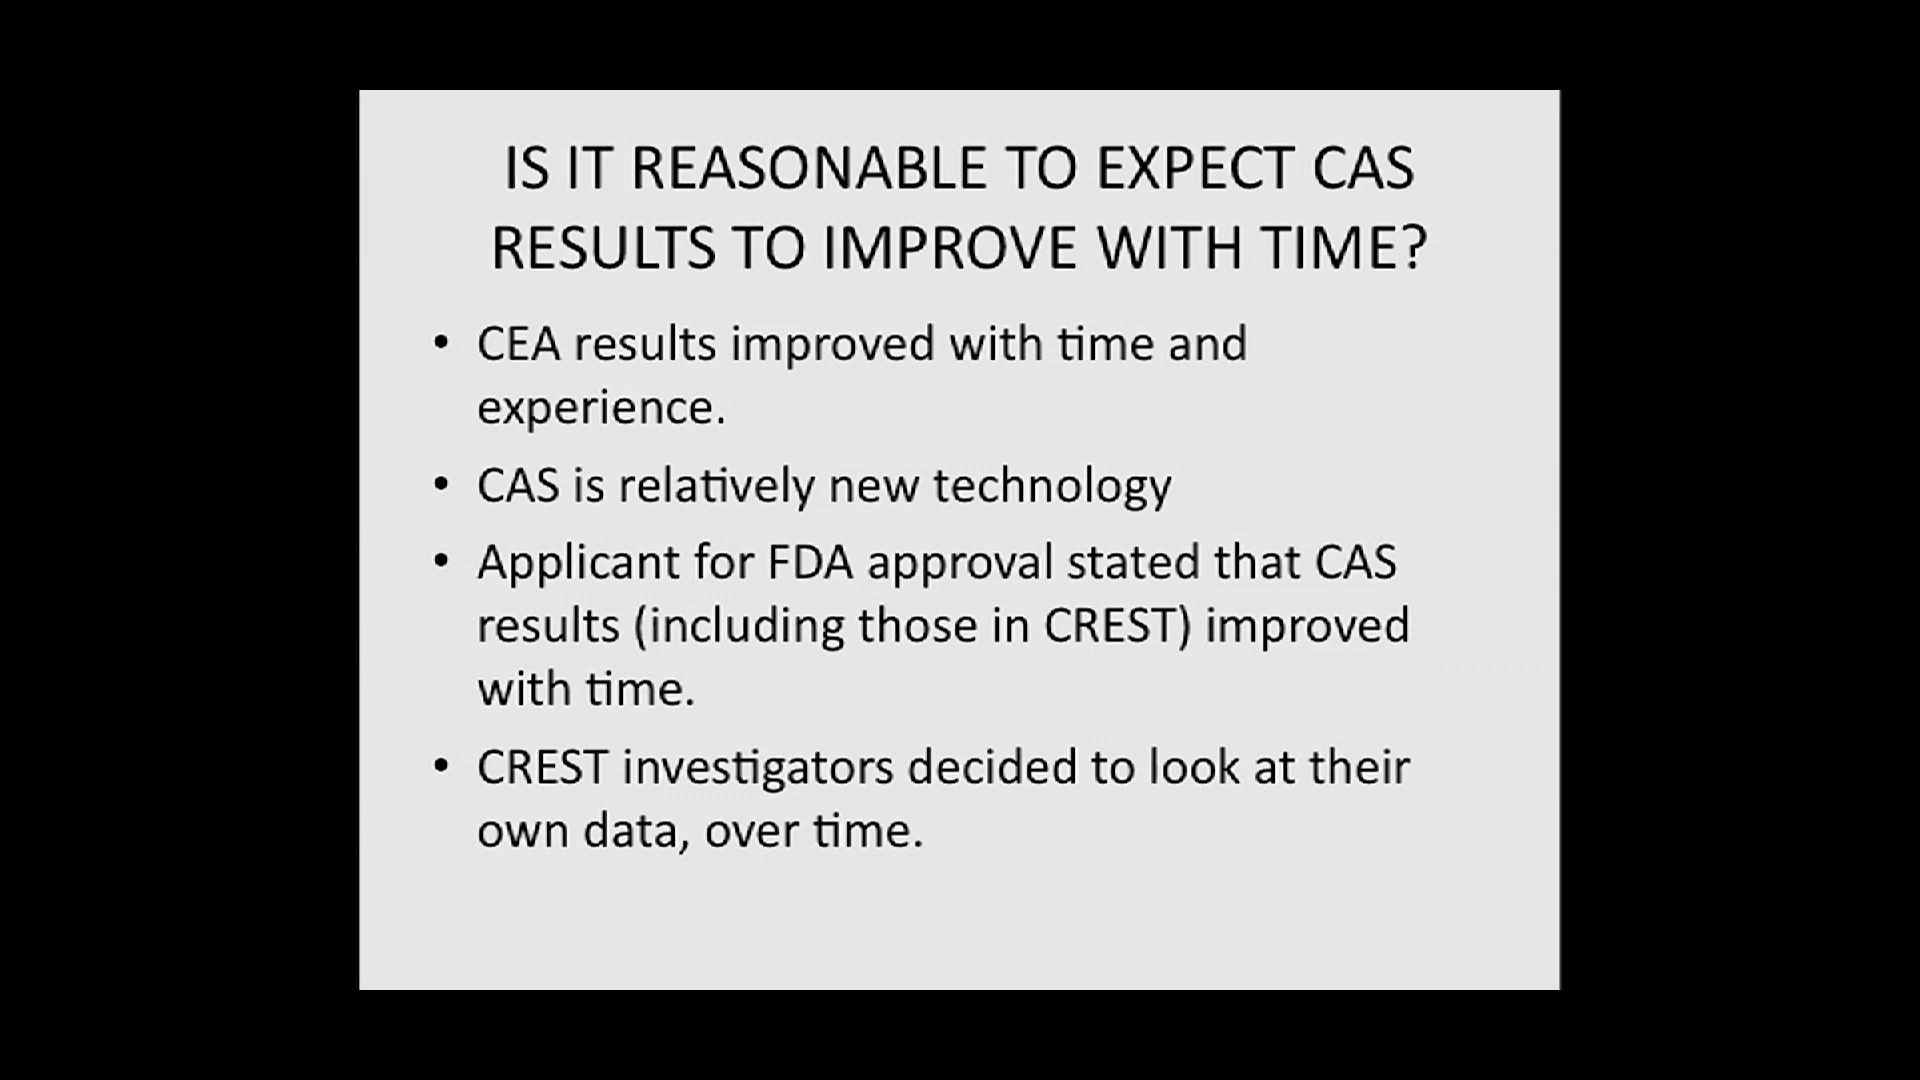 IS IT REASONABLE TO EXPECT CAS
RESULTS TO IMPROVE WITH TIME?
• CEA results improved with time and
experience.
• CAS is relatively new technology
• Applicant for FDA approval stated that CAS
results (including those in CREST) improved
with time.
• CREST investigators decided to look at their
own data, over time.